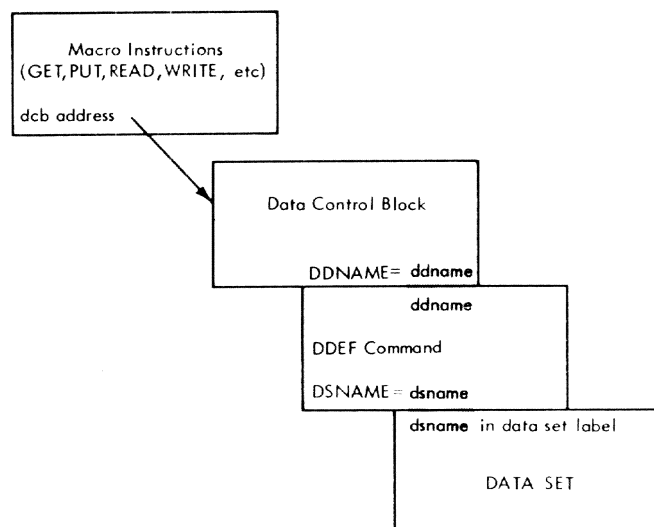 Macro Instructions
(GET,PUT,READ,WRITE, etc)
dcb address
Data Control Block
DDNAME= ddname
ddname
DDEF Command
DSNAME= dsname
dsname in data set label
DATA SET